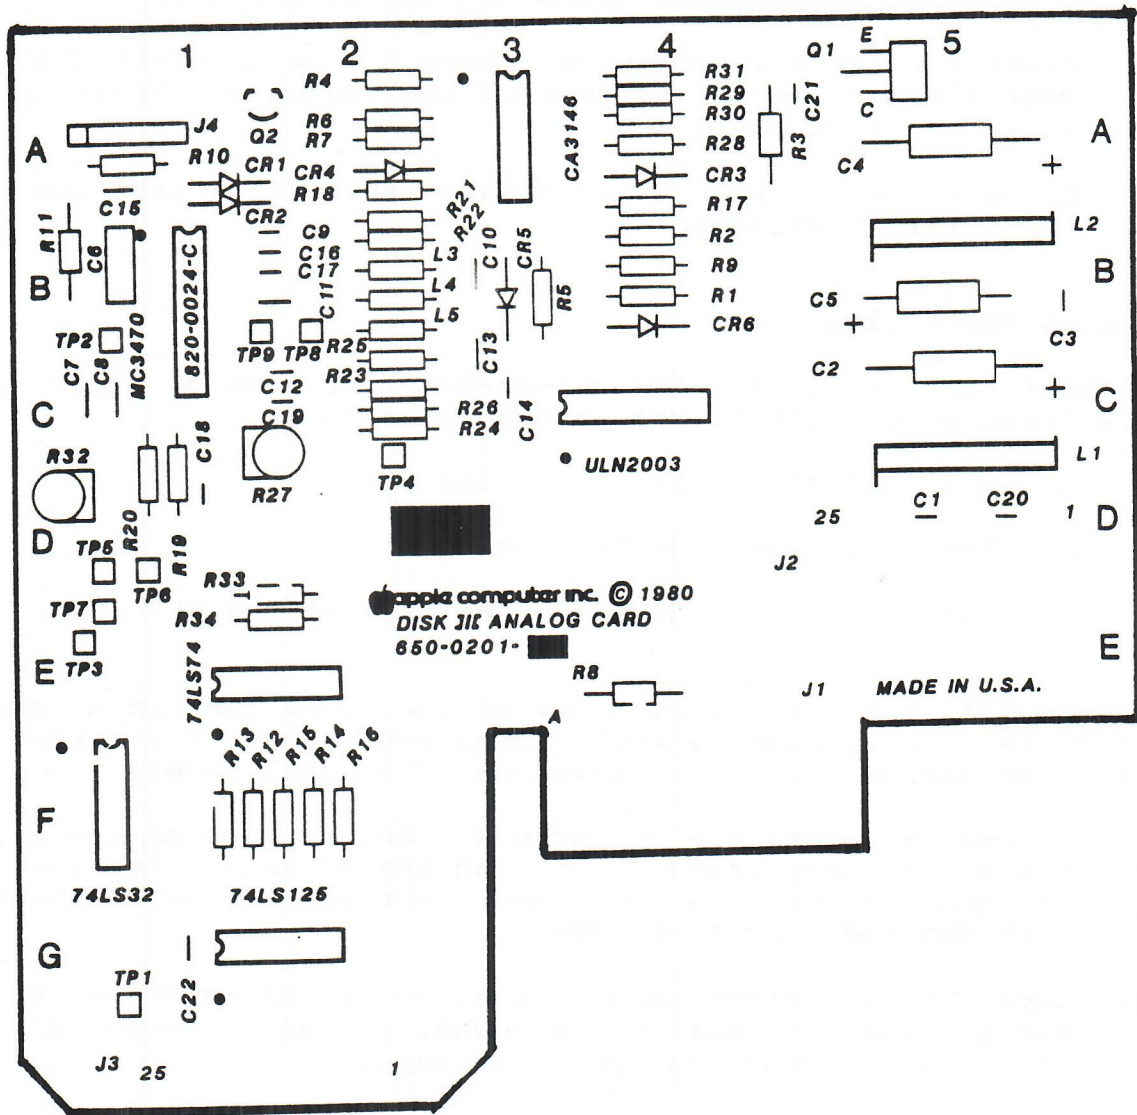 1 2 3 4 5
R4
Q1 E
C
R31
R29
R30
C21
R6
R7
Q2
J4
R28
R3
CA3146
A
A
R10
CR1
CR4
R18
CR3
C4
+
C15
CR2
R21
R22
R17
R11
C6
C9
C16
C17
L3
C10
CR5
R2
L2
B
820-0024-C
C11
L4
R5
R9
B
L5
R1
C5
+
TP2
MC3470
TP9
TP8
R25
C13
CR6
C3
C7
C8
C12
R23
C2
+
C
C19
R26
R24
C14
C
R32
C18
R27
TP4
ULN2003
L1
D
R20
R19
25
C1
C20
1
D
TP5
TP6
J2
R33
TP7
R34
apple computer inc. © 1980
DISK II ANALOG CARD
650-0201-
TP3
E
74LS74
R8
J1
MADE IN U.S.A.
E
A
R13
R12
R15
R14
R16
F
74LS32
74LS125
G
TP1
C22
J3
25
1